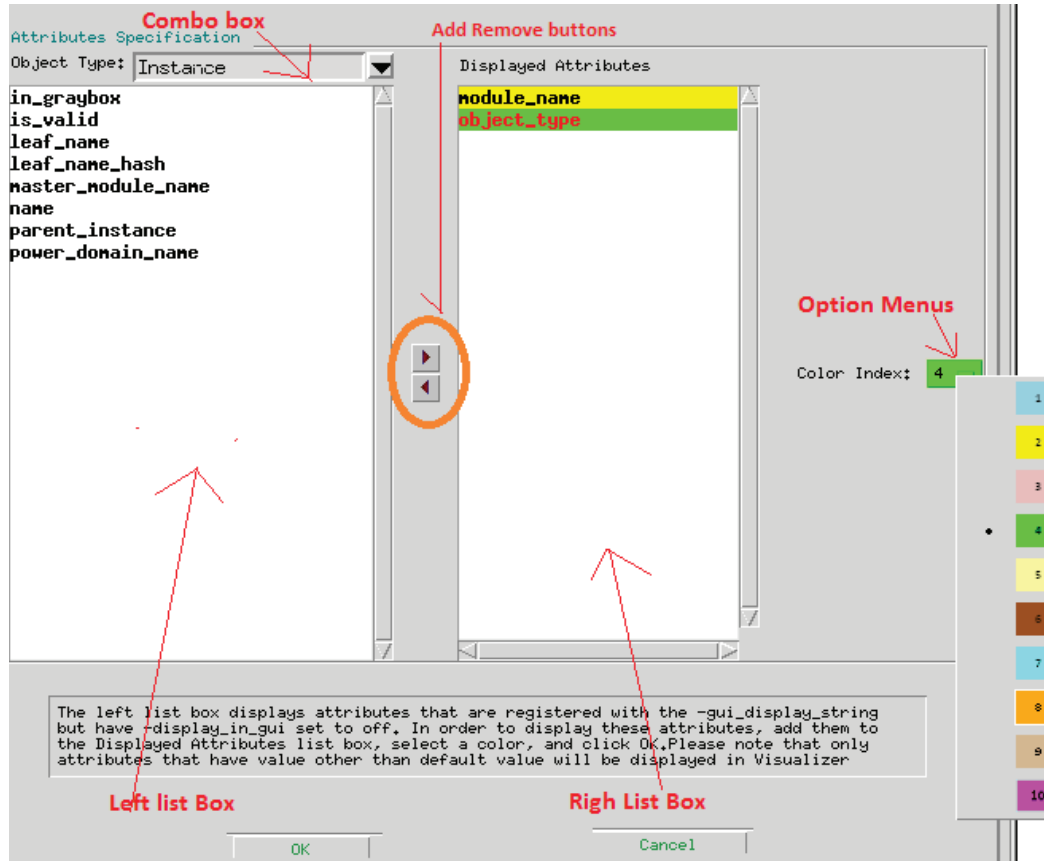 Combo box
Add Remove buttons
Attributes Specification
Object Type: Instance
Displayed Attributes
in_graybox
is_valid
leaf_name
leaf_name_hash
master_module_name
name
parent_instance
power_domain_name
module_name
object_type
Option Menus
Color Index: 4
1
2
3
4
5
6
7
8
9
10
The left list box displays attributes that are registered with the -gui_display_string
but have -display_in_gui set to off. In order to display these attributes, add them to
the Displayed Attributes list box, select a color, and click OK.Please note that only
attributes that have value other than default value will be displayed in Visualizer
Left list Box
Righ List Box
OK
Cancel